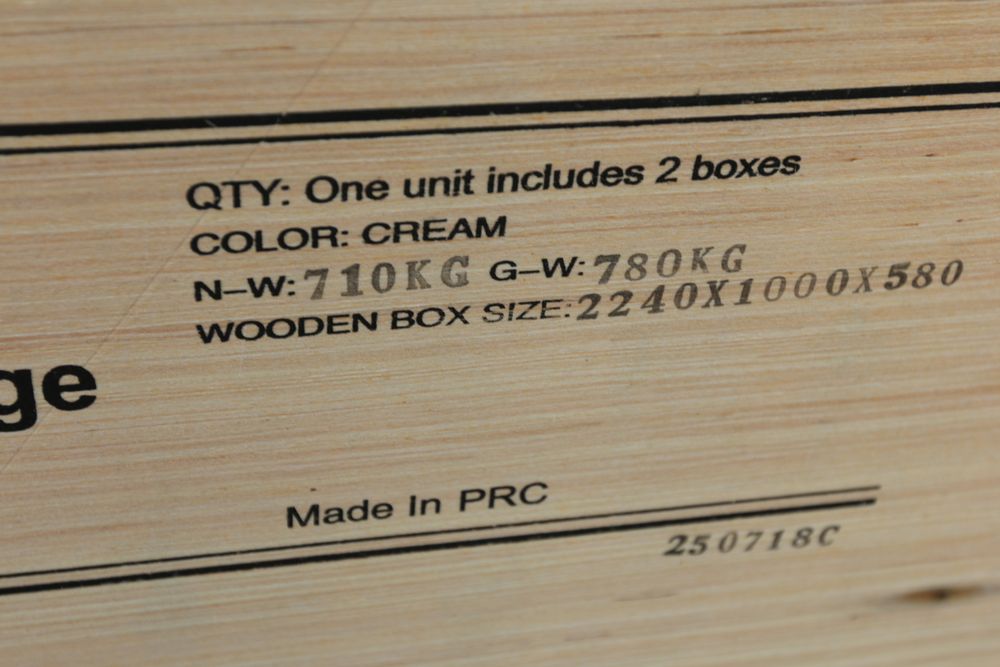 QTY: One unit includes 2 boxes
COLOR: CREAM
N-W: 710KG G-W: 780KG
WOODEN BOX SIZE: 2240X1000X580
ge
Made In PRC
250718C